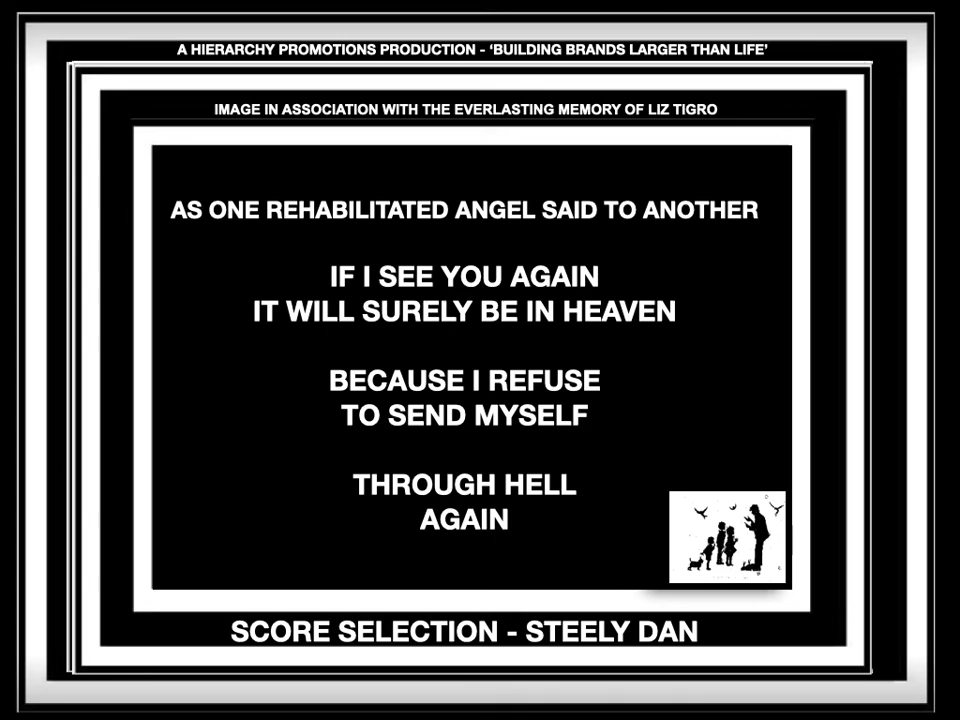 A HIERARCHY PROMOTIONS PRODUCTION - ‘BUILDING BRANDS LARGER THAN LIFE’
IMAGE IN ASSOCIATION WITH THE EVERLASTING MEMORY OF LIZ TIGRO
AS ONE REHABILITATED ANGEL SAID TO ANOTHER
IF I SEE YOU AGAIN
IT WILL SURELY BE IN HEAVEN
BECAUSE I REFUSE
TO SEND MYSELF
THROUGH HELL
AGAIN
SCORE SELECTION - STEELY DAN